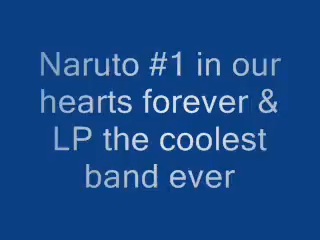 Naruto #1 in our
hearts forever &
LP the coolest
band ever